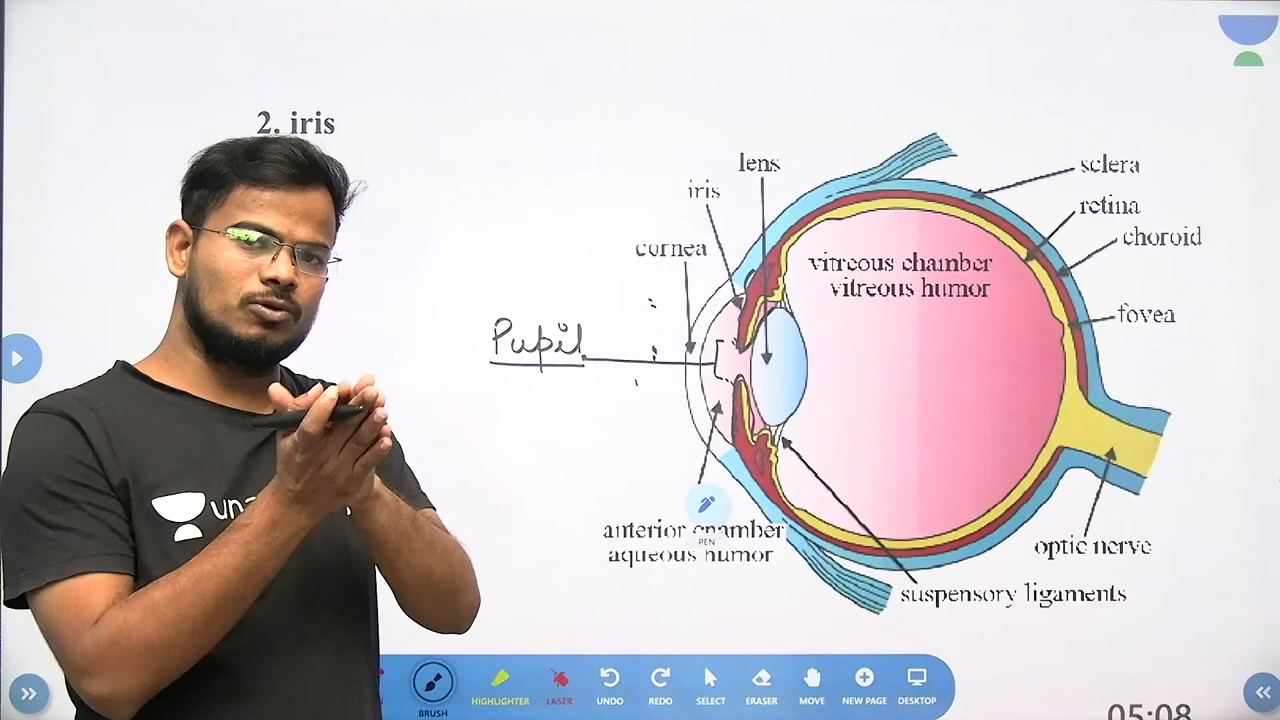 2. iris
lens
sclera
iris
retina
cornea
choroid
vitreous chamber
vitreous humor
fovea
Pupil
anterior chamber
PEN
aqueous humor
optic nerve
suspensory ligaments
BRUSH
HIGHLIGHTER
LASER
UNDO
REDO
SELECT
ERASER
MOVE
NEW PAGE
DESKTOP
05:08